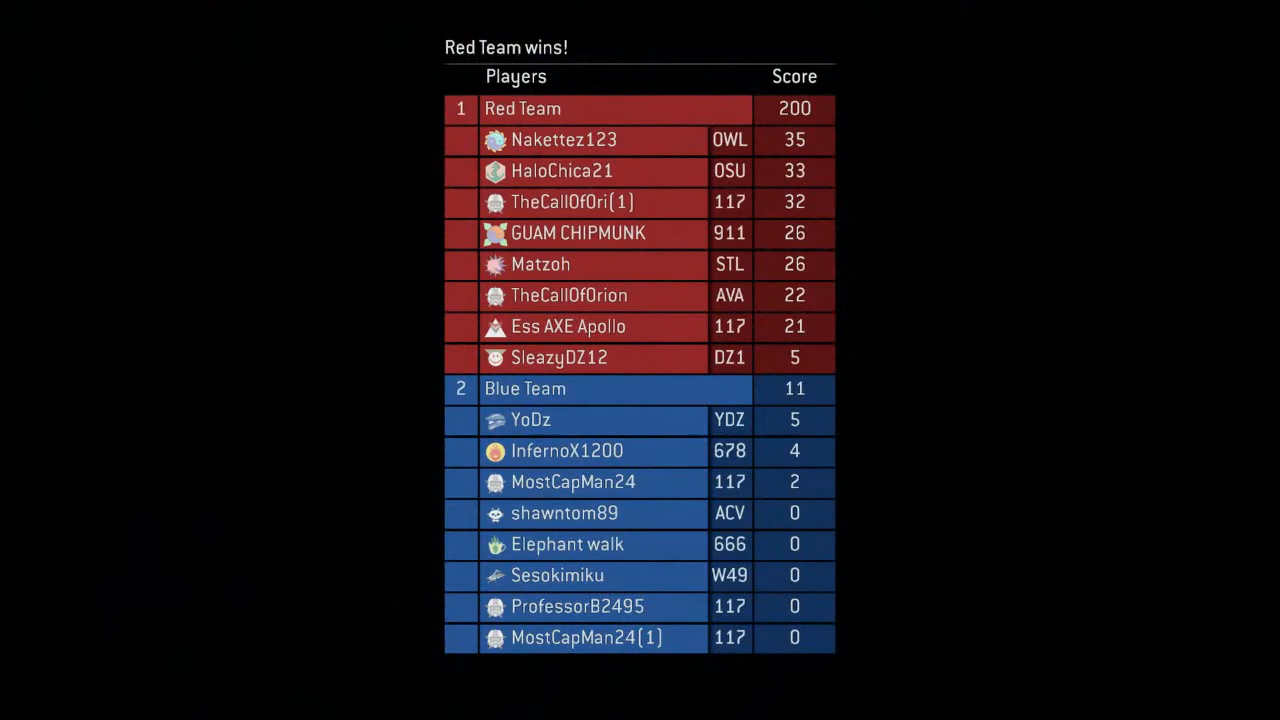 Red Team wins!
Players Score
1 Red Team 200
Nakettez123 OWL 35
HaloChica21 OSU 33
TheCallOfOri(1) 117 32
GUAM CHIPMUNK 911 26
Matzoh STL 26
TheCallOfOrion AVA 22
Ess AXE Apollo 117 21
SleazyDZ12 DZ1 5
2 Blue Team 11
YoDz YDZ 5
InfernoX1200 678 4
MostCapMan24 117 2
shawntom89 ACV 0
Elephant walk 666 0
Sesokimiku W49 0
ProfessorB2495 117 0
MostCapMan24(1) 117 0